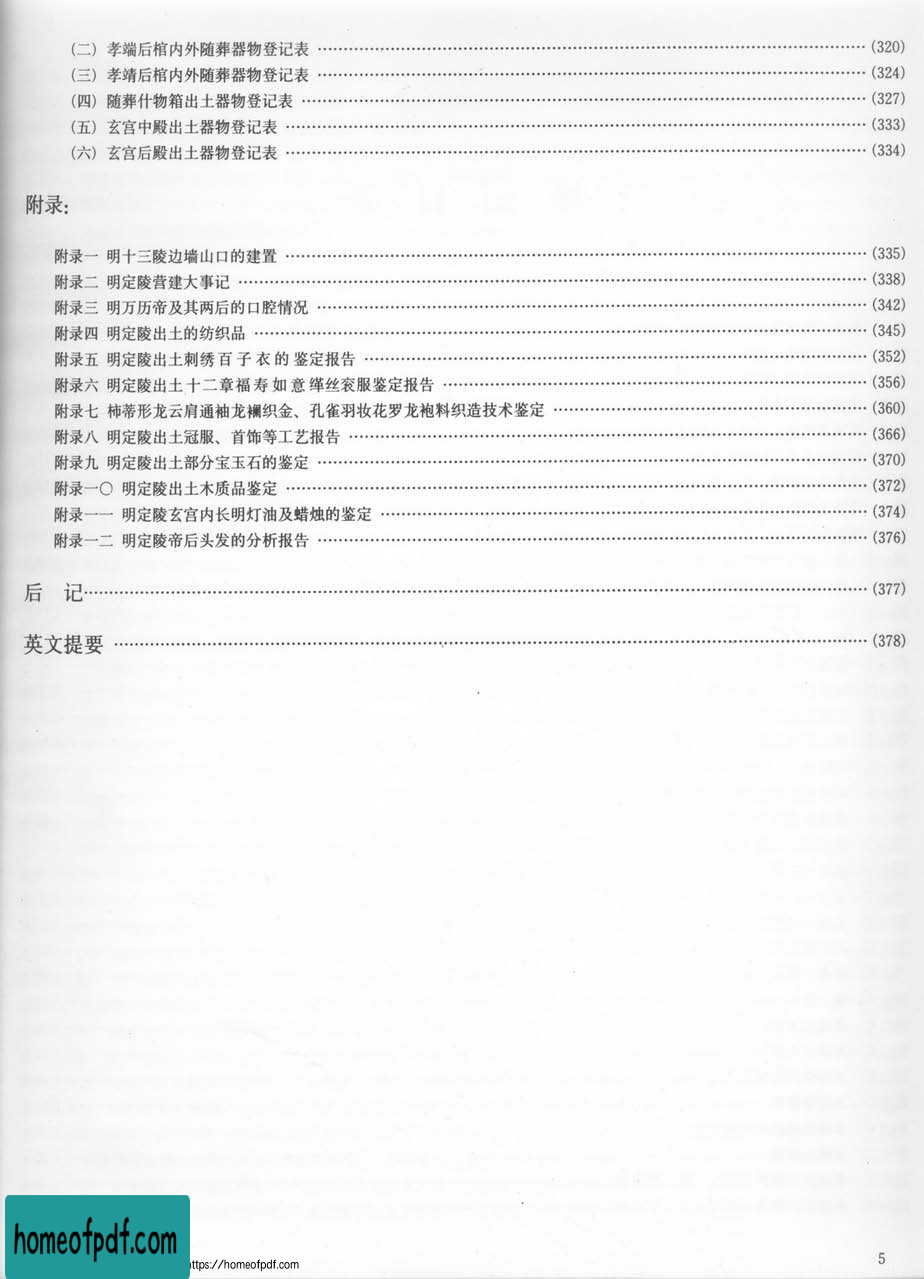 (二) 孝端后棺内外随葬器物登记表 ……………………………………………… (320)
(三) 孝靖后棺内外随葬器物登记表 ……………………………………………… (324)
(四) 随葬什物箱出土器物登记表 ……………………………………………… (327)
(五) 玄宫中殿出土器物登记表 ……………………………………………… (333)
(六) 玄宫后殿出土器物登记表 ……………………………………………… (334)
附录:
附录一 明十三陵边墙山口的建置 ……………………………………………… (335)
附录二 明定陵营建大事记 ……………………………………………… (338)
附录三 明万历帝及其两后的口腔情况 ……………………………………………… (342)
附录四 明定陵出土的纺织品 ……………………………………………… (345)
附录五 明定陵出土刺绣百子衣的鉴定报告 ……………………………………………… (352)
附录六 明定陵出土十二章福寿如意缂丝衮服鉴定报告 ……………………………………………… (356)
附录七 柿蒂形龙云肩通袖龙襕织金、孔雀羽妆花罗龙袍料织造技术鉴定 ……………………………………………… (360)
附录八 明定陵出土冠服、首饰等工艺报告 ……………………………………………… (366)
附录九 明定陵出土部分宝玉石的鉴定 ……………………………………………… (370)
附录一〇 明定陵出土木质品鉴定 ……………………………………………… (372)
附录一一 明定陵玄宫内长明灯油及蜡烛的鉴定 ……………………………………………… (374)
附录一二 明定陵帝后头发的分析报告 ……………………………………………… (376)
后 记 ……………………………………………… (377)
英文提要 ……………………………………………… (378)
homeofpdf.com
https://homeofpdf.com
5